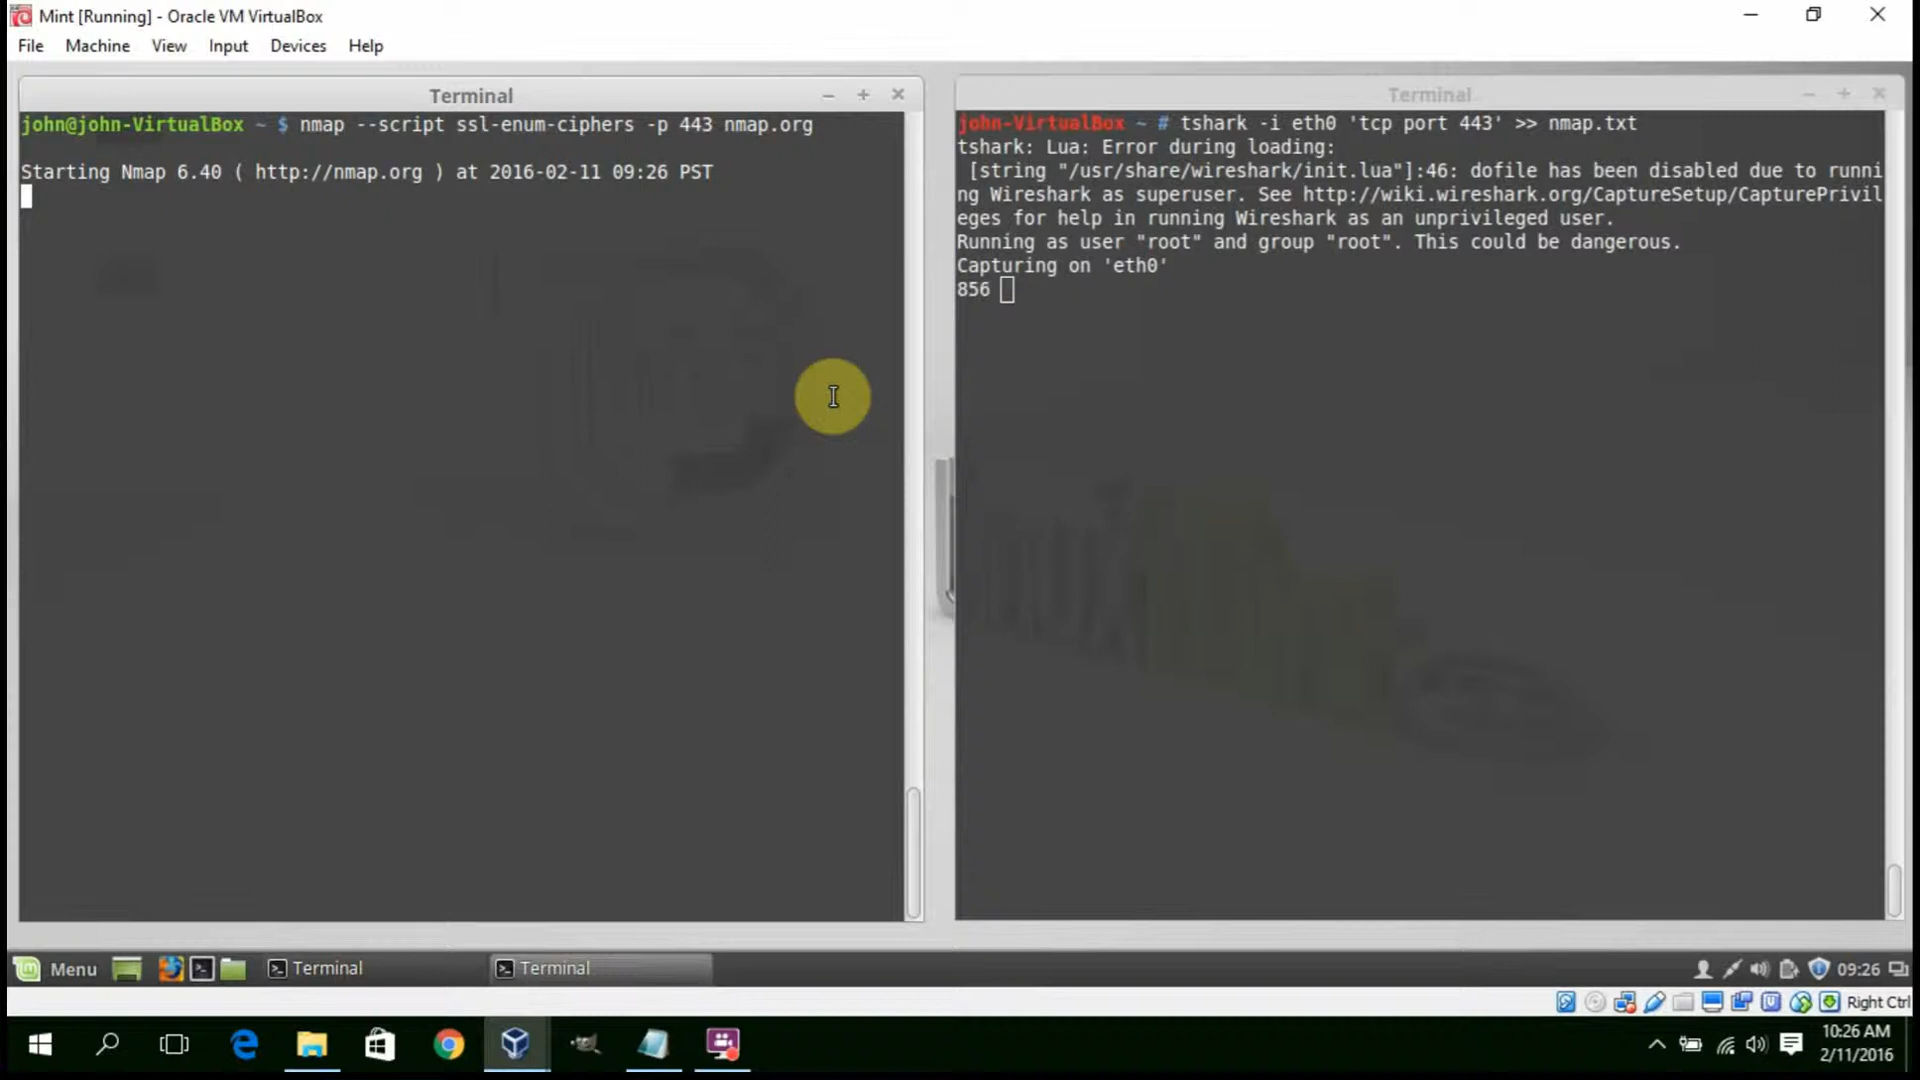 Mint [Running] - Oracle VM VirtualBox
File Machine View Input Devices Help
Terminal
john@john-VirtualBox ~ $ nmap --script ssl-enum-ciphers -p 443 nmap.org
Starting Nmap 6.40 ( http://nmap.org ) at 2016-02-11 09:26 PST
Terminal
john-VirtualBox ~ # tshark -i eth0 'tcp port 443' >> nmap.txt
tshark: Lua: Error during loading:
[string "/usr/share/wireshark/init.lua"]:46: dofile has been disabled due to runni
ng Wireshark as superuser. See http://wiki.wireshark.org/CaptureSetup/CapturePrivil
eges for help in running Wireshark as an unprivileged user.
Running as user "root" and group "root". This could be dangerous.
Capturing on 'eth0'
856
Menu Terminal Terminal 09:26
Right Ctrl
10:26 AM
2/11/2016